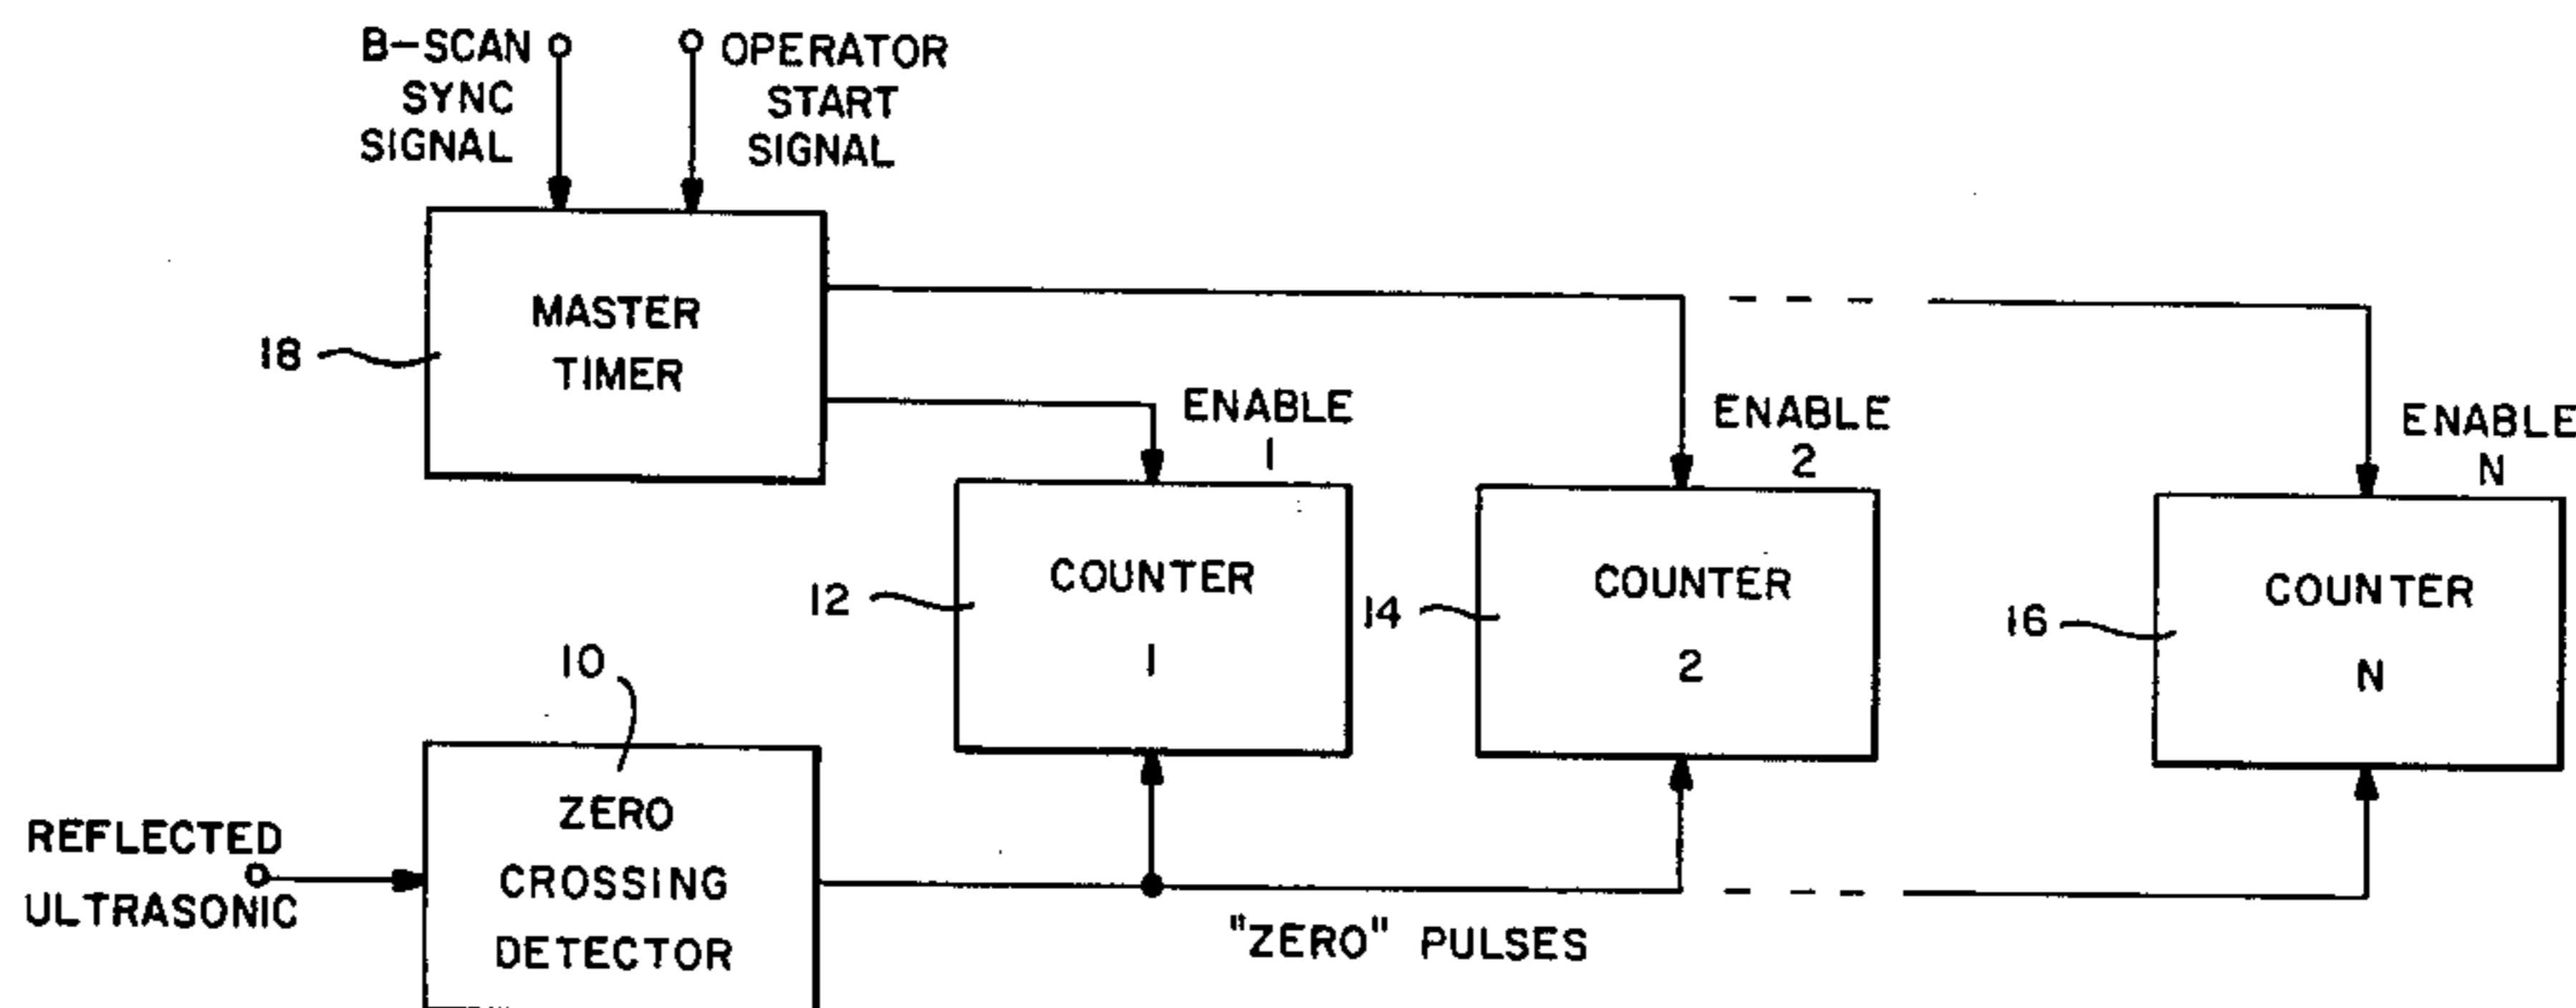 B-SCAN
SYNC
SIGNAL
OPERATOR
START
SIGNAL
MASTER
TIMER
18
ENABLE
1
ENABLE
2
ENABLE
N
COUNTER
1
12
COUNTER
2
14
COUNTER
N
16
10
ZERO
CROSSING
DETECTOR
REFLECTED
ULTRASONIC
"ZERO" PULSES